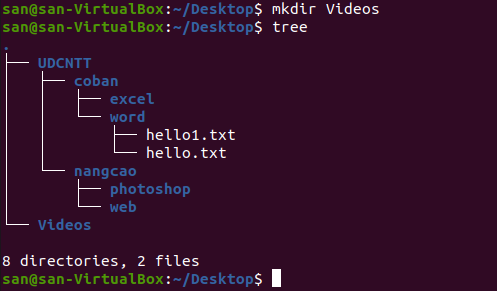 san@san-VirtualBox:~/Desktop$ mkdir Videos
san@san-VirtualBox:~/Desktop$ tree
.
├── UDCNTT
│   ├── coban
│   │   ├── excel
│   │   └── word
│   │       ├── hello1.txt
│   │       └── hello.txt
│   └── nangcao
│       ├── photoshop
│       └── web
└── Videos
8 directories, 2 files
san@san-VirtualBox:~/Desktop$